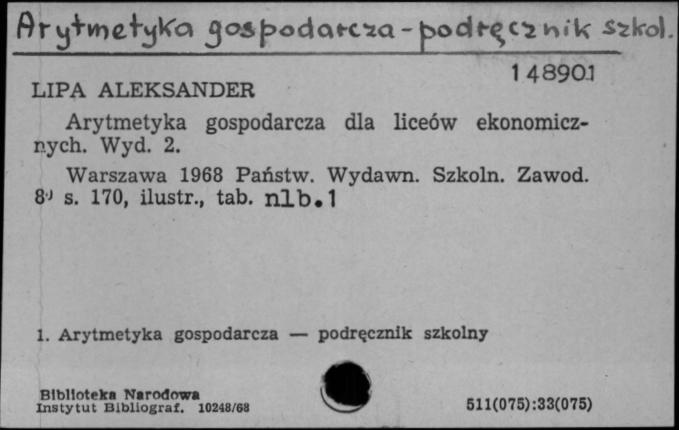 Arytmetyka gospodarcza - podręcznik szkol.
148901
LIPA ALEKSANDER
Arytmetyka gospodarcza dla liceów ekonomicz-
nych. Wyd. 2.
Warszawa 1968 Państw. Wydawn. Szkoln. Zawod.
8⁰ s. 170, ilustr., tab. nlb.1
1. Arytmetyka gospodarcza — podręcznik szkolny
Biblioteka Narodowa
Instytut Bibliograf. 10248/68
511(075):33(075)